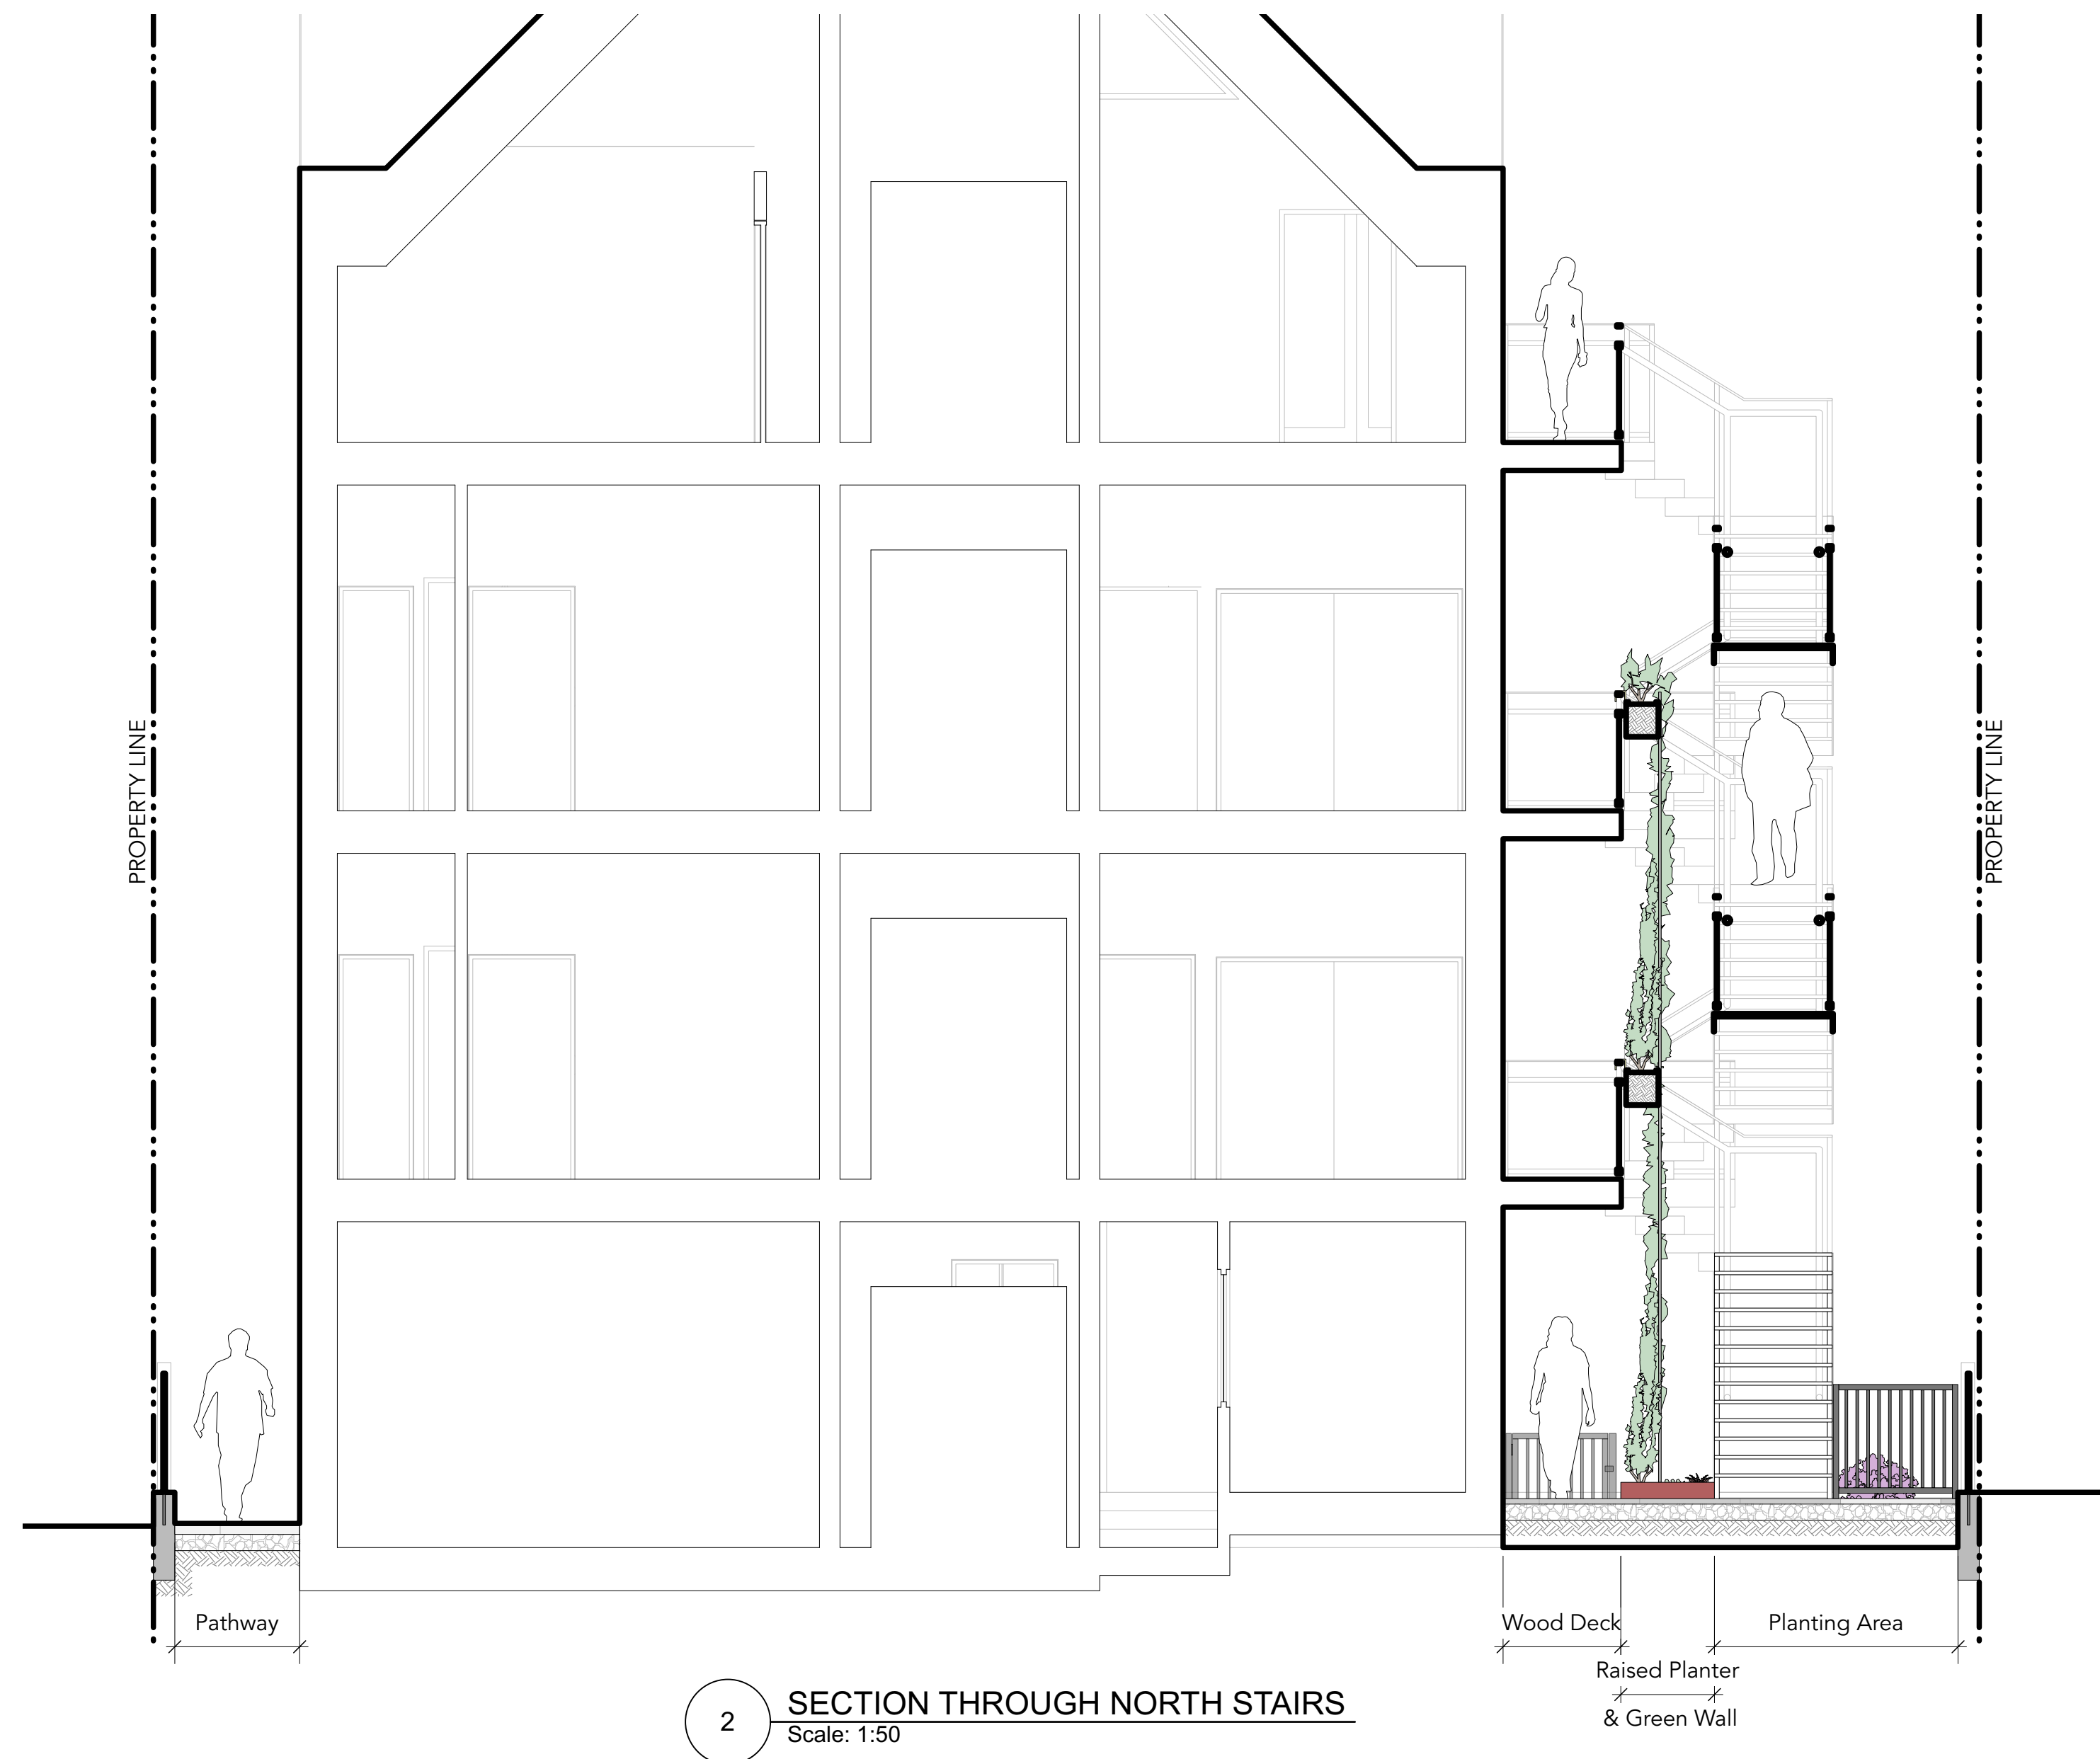 PROPERTY LINE
PROPERTY LINE
Pathway
Wood Deck
Planting Area
Raised Planter
& Green Wall
2
SECTION THROUGH NORTH STAIRS
Scale: 1:50